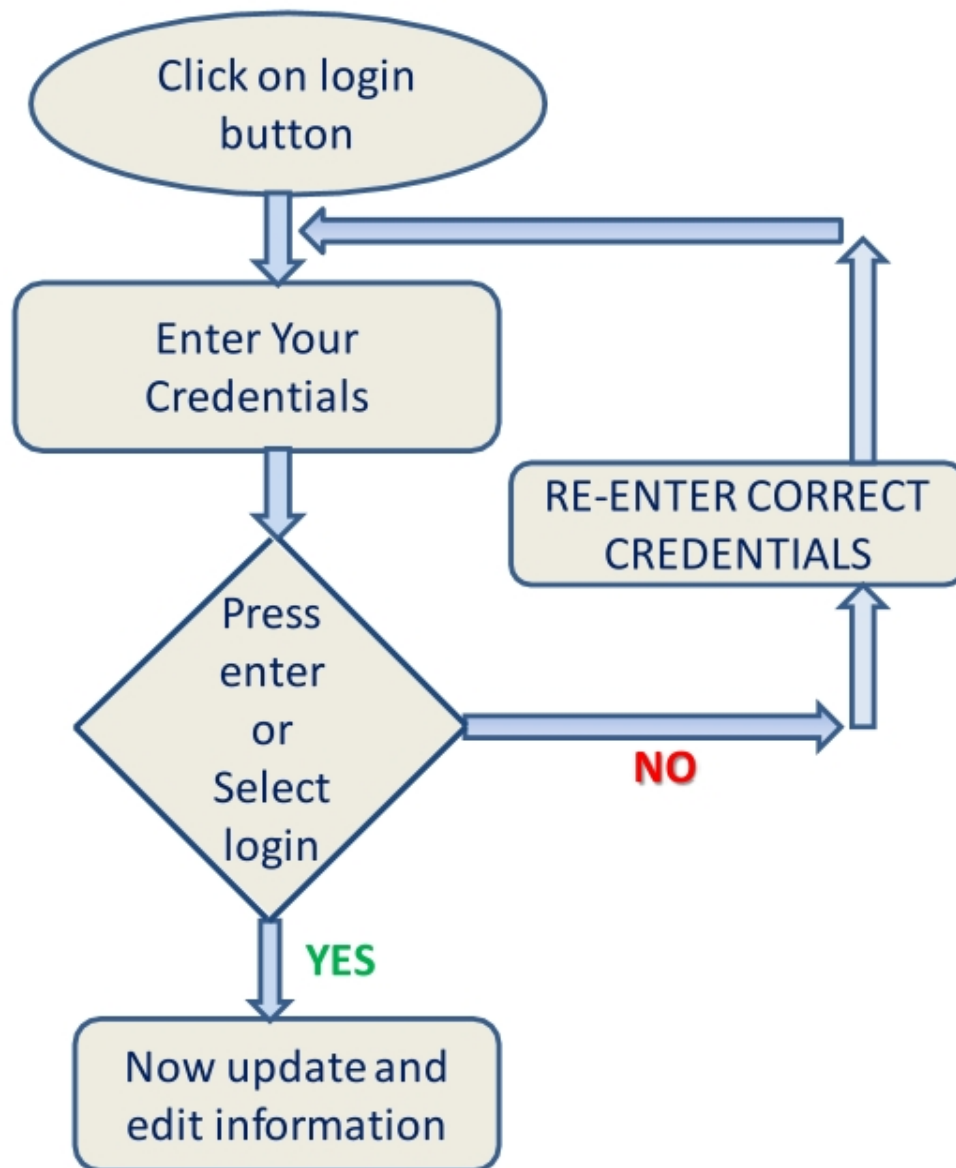 Click on login
button
Enter Your
Credentials
RE-ENTER CORRECT
CREDENTIALS
Press
enter
or
Select
login
NO
YES
Now update and
edit information